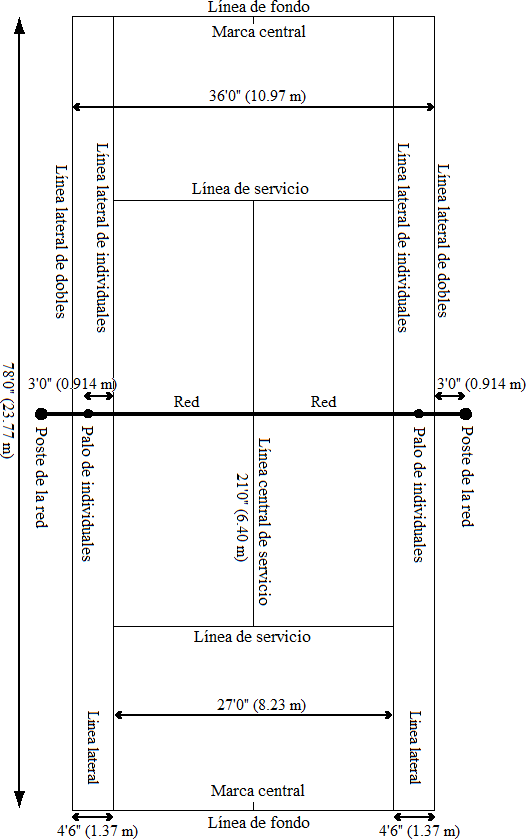 Línea de fondo
Marca central
36'0" (10.97 m)
Línea lateral de dobles
Línea lateral de individuales
Línea lateral de individuales
Línea lateral de dobles
Línea de servicio
78'0" (23.77 m)
3'0" (0.914 m)
3'0" (0.914 m)
Red
Red
Poste de la red
Palo de individuales
Línea central de servicio
21'0" (6.40 m)
Palo de individuales
Poste de la red
Línea de servicio
27'0" (8.23 m)
Linea lateral
Linea lateral
Marca central
4'6" (1.37 m)
Línea de fondo
4'6" (1.37 m)